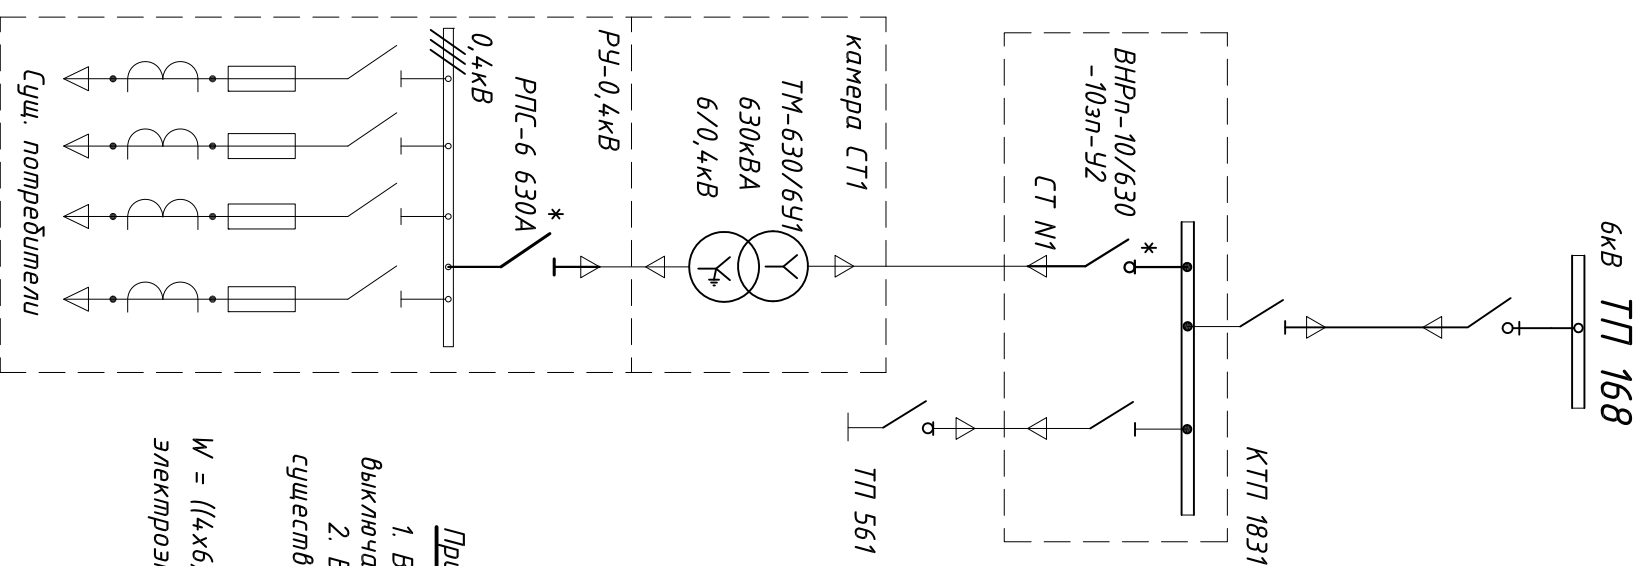 6кВ ТП 168
КТП 1831
ВНРп-10/630
-10зп-У2
СТ N1
ТП 561
камера СТ1
ТМ-630/6У1
630кВА
6/0,4кВ
РУ-0,4кВ
РПС-6 630А
0,4кВ
Сущ. потребители
*
*
При
1. В
выключа
2. В
существ
W = ((4х6,
электроэн